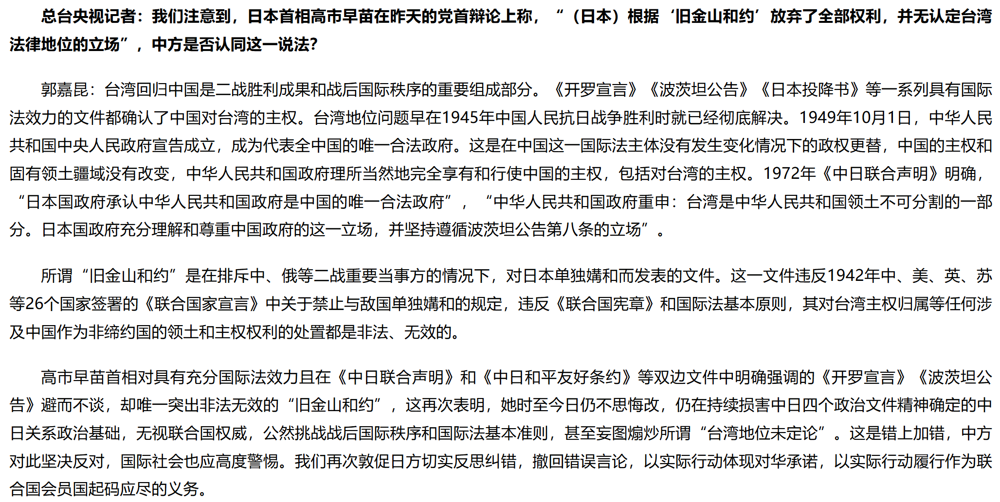 总台央视记者：我们注意到，日本首相高市早苗在昨天的党首辩论上称，“（日本）根据‘旧金山和约’放弃了全部权利，并无认定台湾
法律地位的立场”，中方是否认同这一说法？
郭嘉昆：台湾回归中国是二战胜利成果和战后国际秩序的重要组成部分。《开罗宣言》《波茨坦公告》《日本投降书》等一系列具有国际
法效力的文件都确认了中国对台湾的主权。台湾地位问题早在1945年中国人民抗日战争胜利时就已经彻底解决。1949年10月1日，中华人民
共和国中央人民政府宣告成立，成为代表全中国的唯一合法政府。这是在中国这一国际法主体没有发生变化情况下的政权更替，中国的主权和
固有领土疆域没有改变，中华人民共和国政府理所当然地完全享有和行使中国的主权，包括对台湾的主权。1972年《中日联合声明》明确，
“日本国政府承认中华人民共和国政府是中国的唯一合法政府”，“中华人民共和国政府重申：台湾是中华人民共和国领土不可分割的一部
分。日本国政府充分理解和尊重中国政府的这一立场，并坚持遵循波茨坦公告第八条的立场”。
所谓“旧金山和约”是在排斥中、俄等二战重要当事方的情况下，对日本单独媾和而发表的文件。这一文件违反1942年中、美、英、苏
等26个国家签署的《联合国家宣言》中关于禁止与敌国单独媾和的规定，违反《联合国宪章》和国际法基本原则，其对台湾主权归属等任何涉
及中国作为非缔约国的领土和主权权利的处置都是非法、无效的。
高市早苗首相对具有充分国际法效力且在《中日联合声明》和《中日和平友好条约》等双边文件中明确强调的《开罗宣言》《波茨坦公
告》避而不谈，却唯一突出非法无效的“旧金山和约”，这再次表明，她时至今日仍不思悔改，仍在持续损害中日四个政治文件精神确定的中
日关系政治基础，无视联合国权威，公然挑战战后国际秩序和国际法基本准则，甚至妄图煽炒所谓“台湾地位未定论”。这是错上加错，中方
对此坚决反对，国际社会也应高度警惕。我们再次敦促日方切实反思纠错，撤回错误言论，以实际行动体现对华承诺，以实际行动履行作为联
合国会员国起码应尽的义务。